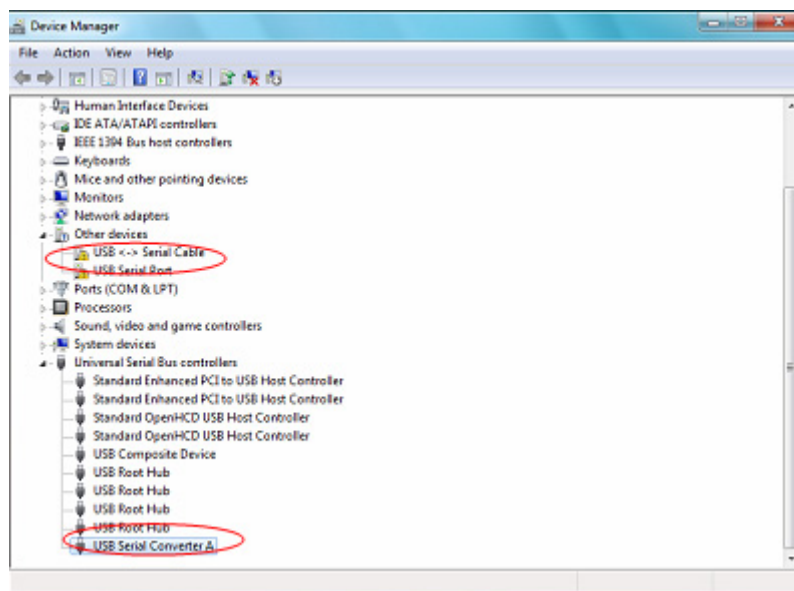 Device Manager
File Action View Help
Human Interface Devices
IDE ATA/ATAPI controllers
IEEE 1394 Bus host controllers
Keyboards
Mice and other pointing devices
Monitors
Network adapters
Other devices
USB <-> Serial Cable
USB Serial Port
Ports (COM & LPT)
Processors
Sound, video and game controllers
System devices
Universal Serial Bus controllers
Standard Enhanced PCI to USB Host Controller
Standard Enhanced PCI to USB Host Controller
Standard OpenHCD USB Host Controller
Standard OpenHCD USB Host Controller
USB Composite Device
USB Root Hub
USB Root Hub
USB Root Hub
USB Root Hub
USB Serial Converter A